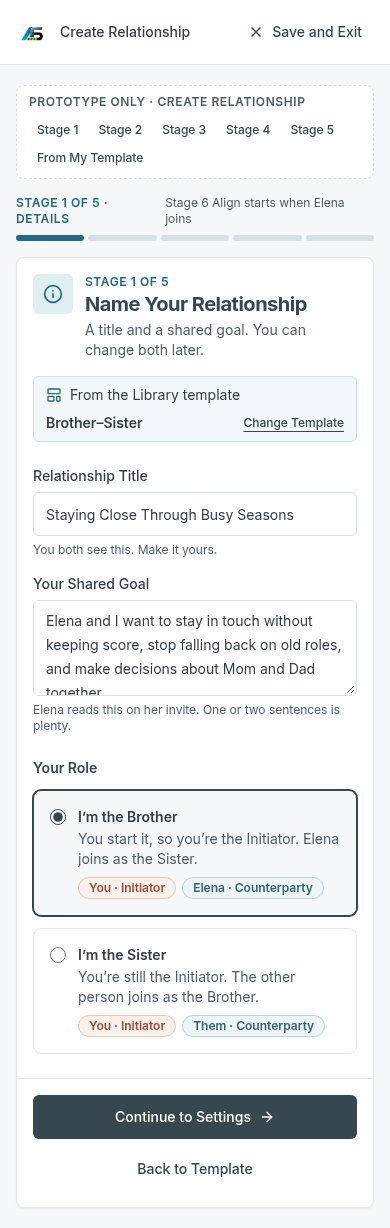 AS
Create Relationship
Save and Exit
PROTOTYPE ONLY · CREATE RELATIONSHIP
Stage 1 Stage 2 Stage 3 Stage 4 Stage 5
From My Template
STAGE 1 OF 5 ·
DETAILS
Stage 6 Align starts when Elena
joins
STAGE 1 OF 5
Name Your Relationship
A title and a shared goal. You can
change both later.
From the Library template
Brother–Sister
Change Template
Relationship Title
Staying Close Through Busy Seasons
You both see this. Make it yours.
Your Shared Goal
Elena and I want to stay in touch without
keeping score, stop falling back on old roles,
and make decisions about Mom and Dad
together
Elena reads this on her invite. One or two sentences is
plenty.
Your Role
I’m the Brother
You start it, so you’re the Initiator. Elena
joins as the Sister.
You · Initiator
Elena · Counterparty
I’m the Sister
You’re still the Initiator. The other
person joins as the Brother.
You · Initiator
Them · Counterparty
Continue to Settings
Back to Template